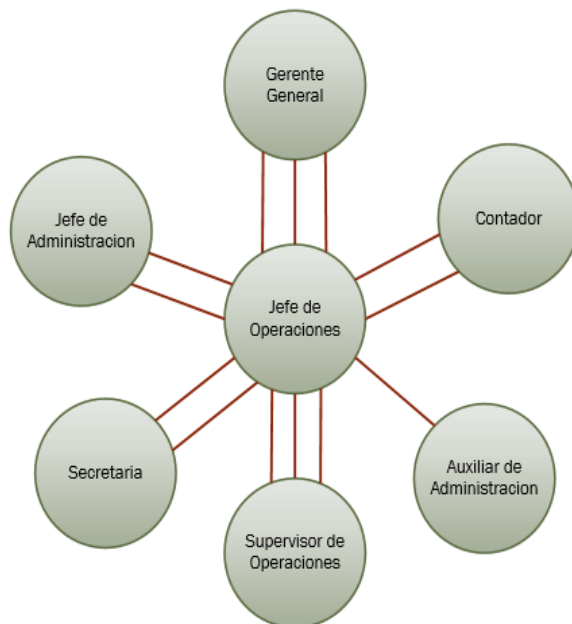 Gerente
General
Jefe de
Administracion
Contador
Jefe de
Operaciones
Secretaria
Auxiliar de
Administracion
Supervisor de
Operaciones